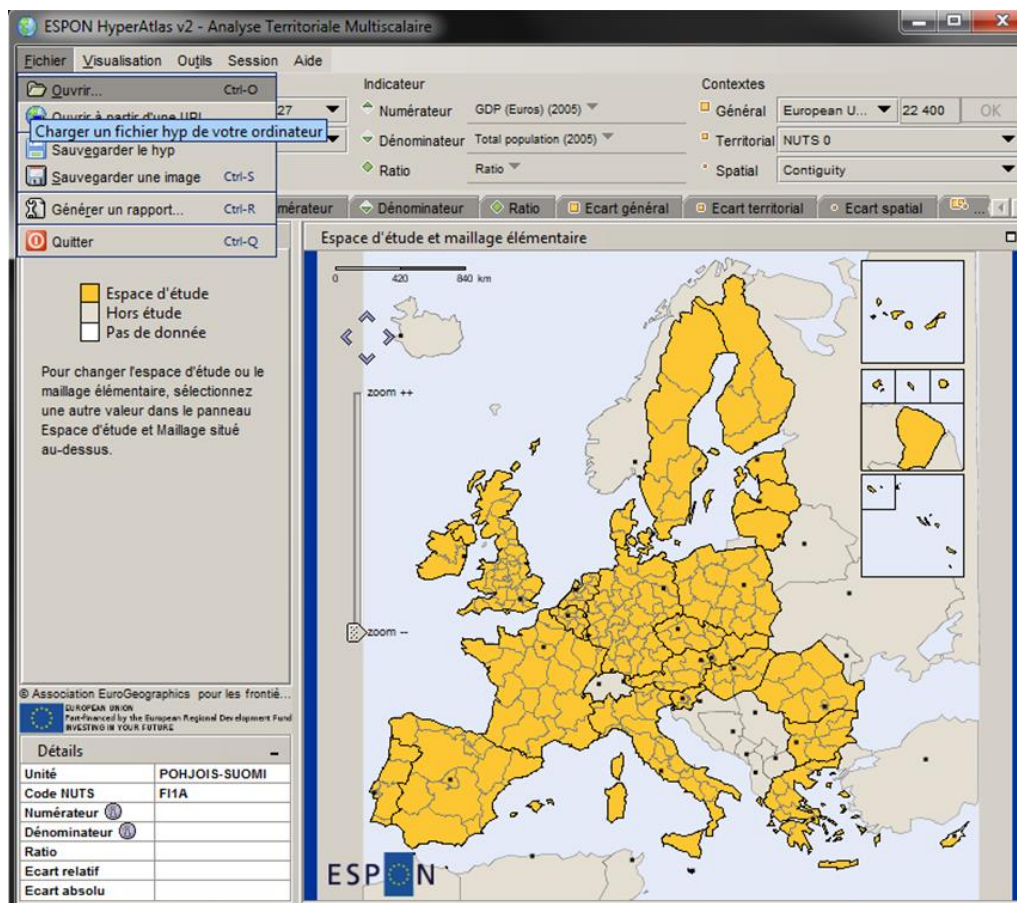 ESPON HyperAtlas v2 - Analyse Territoriale Multiscalaire
Fichier Visualisation Outils Session Aide
Ouvrir... Ctrl-O
Charger un fichier hyp de votre ordinateur
Sauvegarder le hyp
Sauvegarder une image Ctrl-S
Générer un rapport... Ctrl-R
Quitter Ctrl-Q
27
Indicateur
Numérateur GDP (Euros) (2005)
Dénominateur Total population (2005)
Ratio Ratio
Contextes
Général European U... 22 400 OK
Territorial NUTS 0
Spatial Contiguity
mérateur Dénominateur Ratio Ecart général Ecart territorial Ecart spatial ...
Espace d'étude et maillage élémentaire
0 420 840 km
zoom ++
zoom --
Espace d'étude
Hors étude
Pas de donnée
Pour changer l'espace d'étude ou le
maillage élémentaire, sélectionnez
une autre valeur dans le panneau
Espace d'étude et Maillage situé
au-dessus.
© Association EuroGeographics pour les frontiè...
EUROPEAN UNION
Part-financed by the European Regional Development Fund
INVESTING IN YOUR FUTURE
Détails
Unité POHJOIS-SUOMI
Code NUTS FI1A
Numérateur
Dénominateur
Ratio
Ecart relatif
Ecart absolu
ESPON